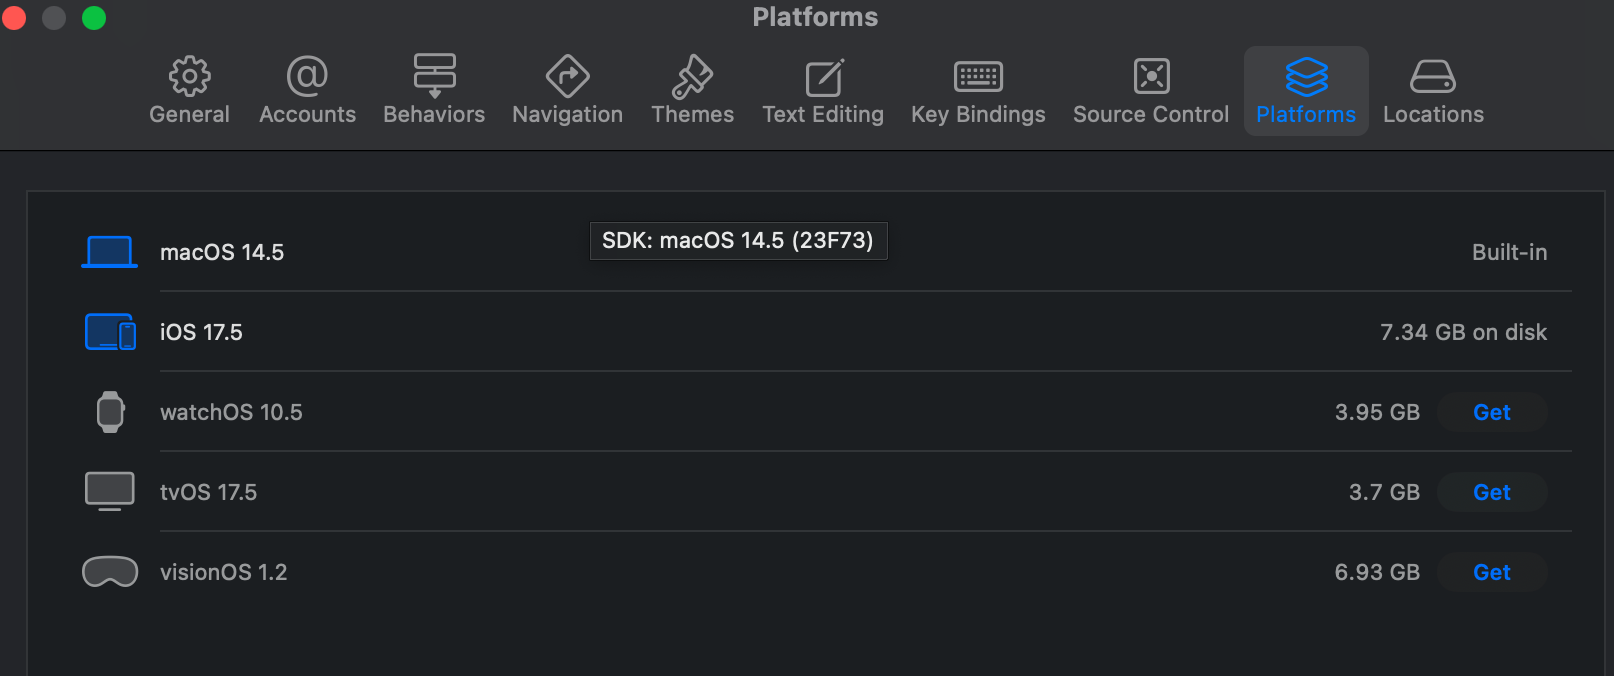 Platforms
General Accounts Behaviors Navigation Themes Text Editing Key Bindings Source Control Platforms Locations
macOS 14.5 SDK: macOS 14.5 (23F73) Built-in
iOS 17.5 7.34 GB on disk
watchOS 10.5 3.95 GB Get
tvOS 17.5 3.7 GB Get
visionOS 1.2 6.93 GB Get